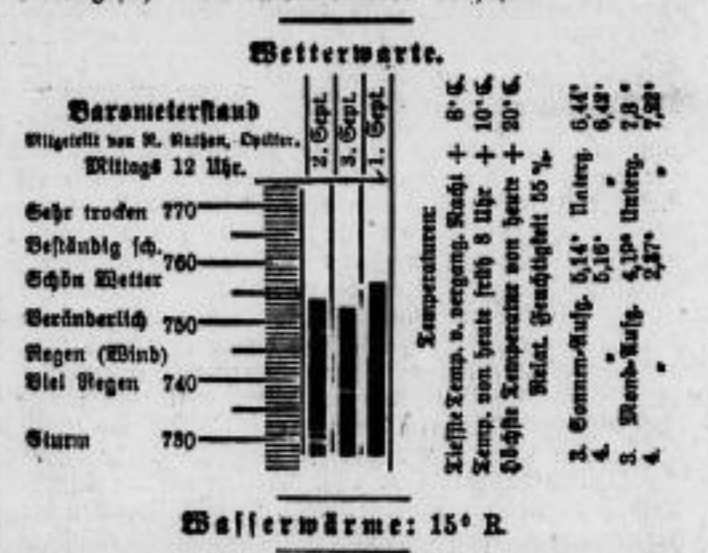 Wetterwarte.
Barometerstand
Mitgeteilt von R. Nathan, Optiker.
Mittags 12 Uhr.
2. Sept.
3. Sept.
1. Sept.
Sehr trocken 770
Beständig sch.
760
Schön Wetter
Veränderlich 750
Regen (Wind)
Viel Regen 740
Sturm 730
Temperaturen:
Tiefste Temp. v. vergang. Nacht + 8° C.
Temp. von heute früh 8 Uhr + 10° C.
Höchste Temperatur von heute + 20° C.
Relat. Feuchtigkeit 55 %.
3. Sonnen-Aufg. 5,14° Unterg. 6,44°
4. " 5,16° " 6,42°
3. Mond-Aufg. 4,19° Unterg. 7,8°
4. " 2,27° " 7,22°
Wasserwärme: 15° R.